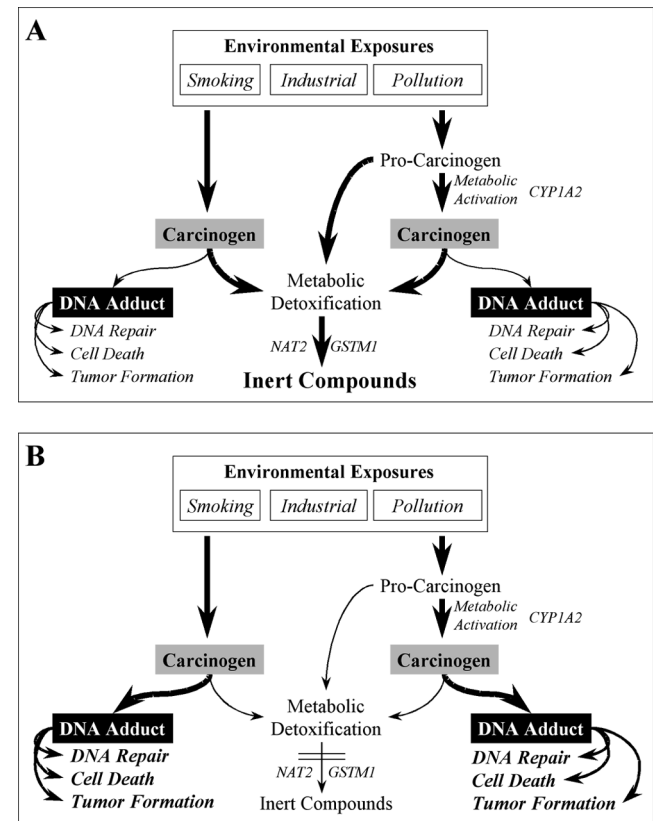 A
Environmental Exposures
Smoking Industrial Pollution
Pro-Carcinogen
Metabolic
Activation CYP1A2
Carcinogen Carcinogen
Metabolic
Detoxification
DNA Adduct DNA Adduct
DNA Repair DNA Repair
Cell Death Cell Death
Tumor Formation Tumor Formation
NAT2 GSTM1
Inert Compounds
B
Environmental Exposures
Smoking Industrial Pollution
Pro-Carcinogen
Metabolic
Activation CYP1A2
Carcinogen Carcinogen
Metabolic
Detoxification
DNA Adduct DNA Adduct
DNA Repair DNA Repair
Cell Death Cell Death
Tumor Formation Tumor Formation
NAT2 GSTM1
Inert Compounds